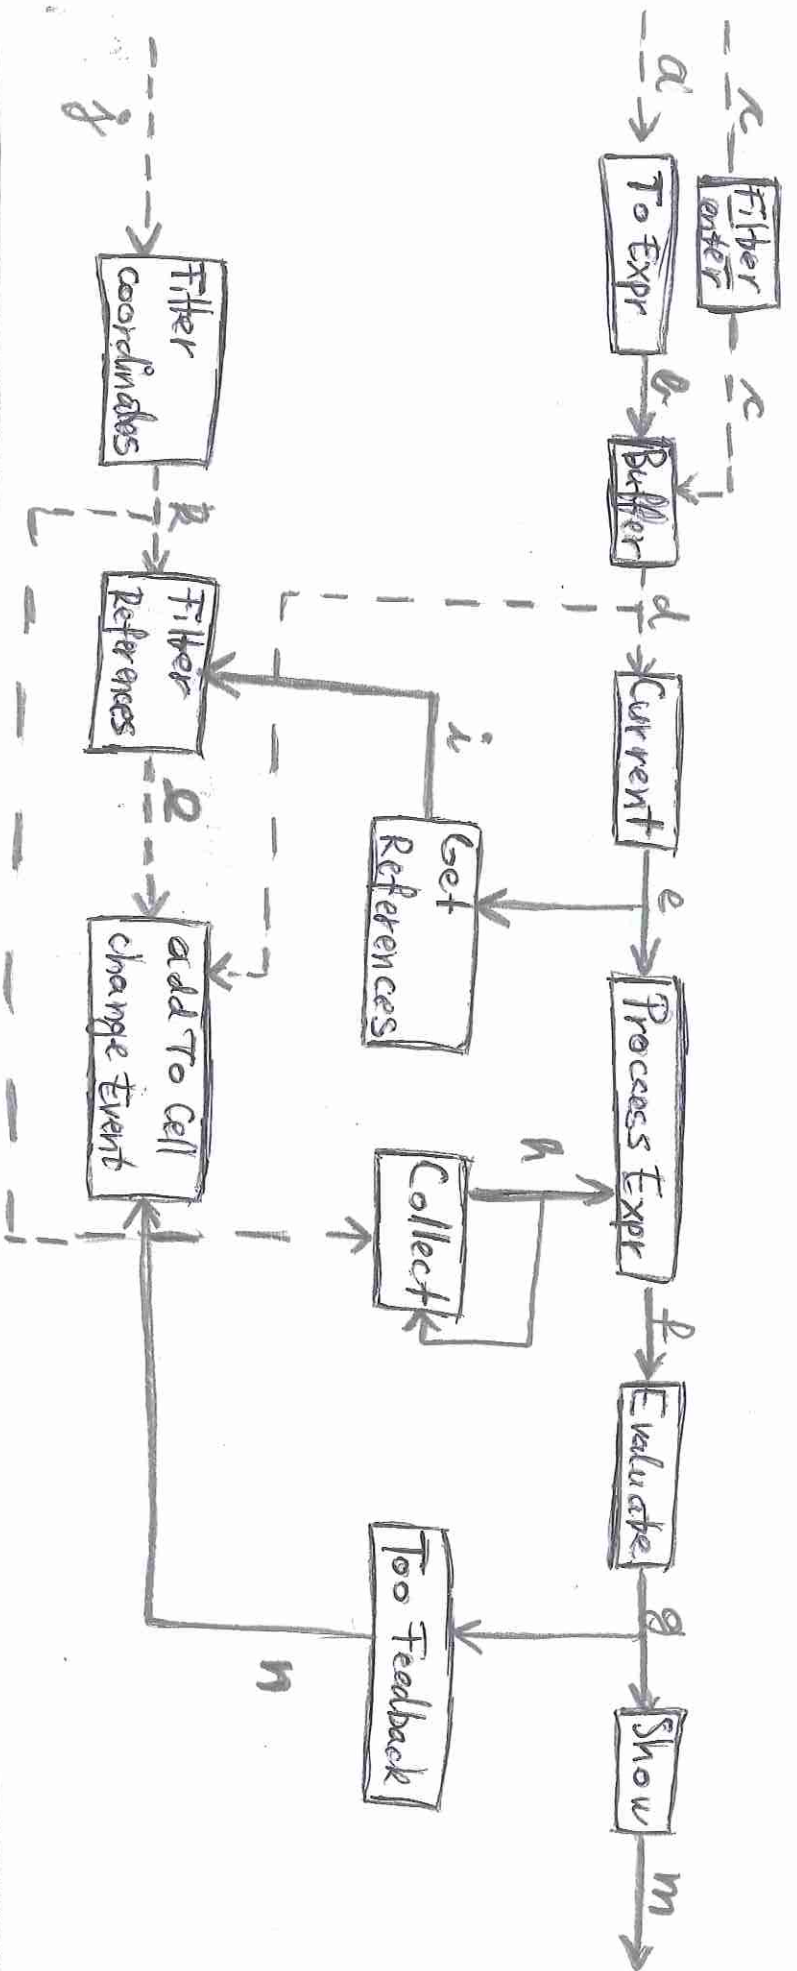 c
Filter
enter
c
a
To Expr
b
Buffer
d
Current
e
Process Expr
f
Evaluate
g
Show
m
i
Get
References
h
Collect
Too Feedback
n
j
Filter
coordinates
k
Filter
References
l
add To Cell
change Event